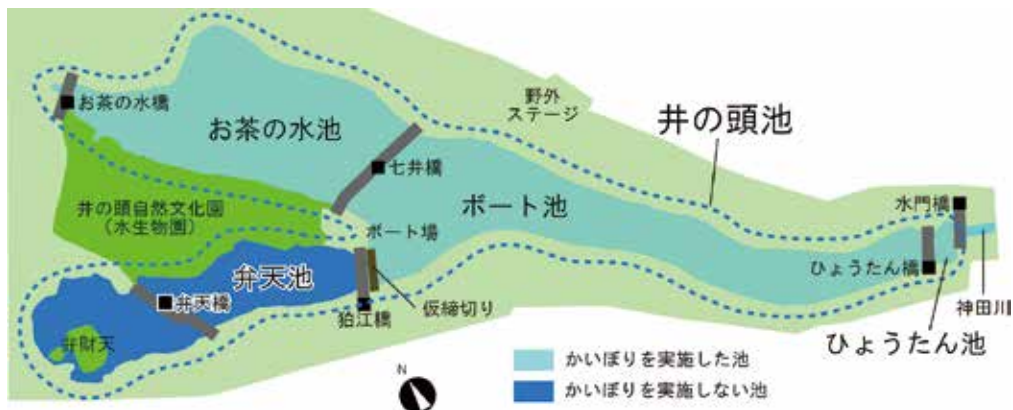 お茶の水橋
お茶の水池
野外
ステージ
井の頭池
七井橋
井の頭自然文化園
(水生物園)
ボート池
水門橋
ボート場
弁天池
ひょうたん橋
弁天橋
仮締切り
神田川
狛江橋
弁財天
ひょうたん池
N
かいぼりを実施した池
かいぼりを実施しない池